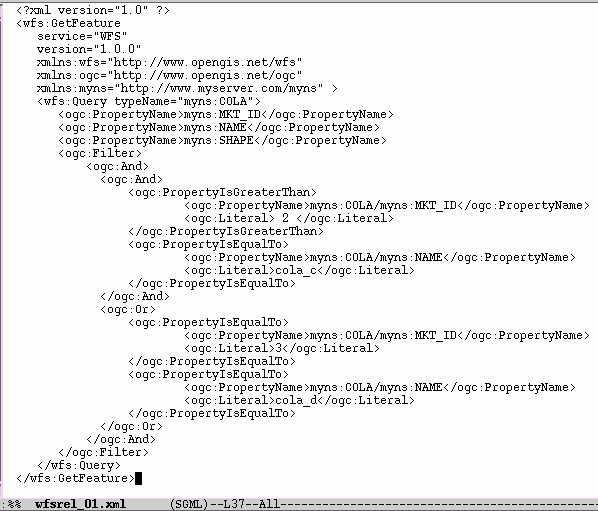 <?xml version="1.0" ?>
<wfs:GetFeature
   service="WFS"
   version="1.0.0"
   xmlns:wfs="http://www.opengis.net/wfs"
   xmlns:ogc="http://www.opengis.net/ogc"
   xmlns:myns="http://www.myserver.com/myns" >
   <wfs:Query typeName="myns:COLA">
      <ogc:PropertyName>myns:MKT_ID</ogc:PropertyName>
      <ogc:PropertyName>myns:NAME</ogc:PropertyName>
      <ogc:PropertyName>myns:SHAPE</ogc:PropertyName>
      <ogc:Filter>
         <ogc:And>
            <ogc:And>
                <ogc:PropertyIsGreaterThan>
                        <ogc:PropertyName>myns:COLA/myns:MKT_ID</ogc:PropertyName>
                        <ogc:Literal> 2 </ogc:Literal>
                </ogc:PropertyIsGreaterThan>
                <ogc:PropertyIsEqualTo>
                        <ogc:PropertyName>myns:COLA/myns:NAME</ogc:PropertyName>
                        <ogc:Literal>cola_c</ogc:Literal>
                </ogc:PropertyIsEqualTo>
            </ogc:And>
            <ogc:Or>
                <ogc:PropertyIsEqualTo>
                        <ogc:PropertyName>myns:COLA/myns:MKT_ID</ogc:PropertyName>
                        <ogc:Literal>3</ogc:Literal>
                </ogc:PropertyIsEqualTo>
                <ogc:PropertyIsEqualTo>
                        <ogc:PropertyName>myns:COLA/myns:NAME</ogc:PropertyName>
                        <ogc:Literal>cola_d</ogc:Literal>
                </ogc:PropertyIsEqualTo>
            </ogc:Or>
          </ogc:And>
      </ogc:Filter>
   </wfs:Query>
</wfs:GetFeature>
:%%  wfsrel_01.xml      (SGML)--L37--All----------------------------------------------